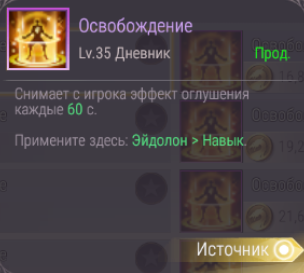 Освобождение
Lv.35 Дневник
Прод.
Снимает с игрока эффект оглушения
каждые 60 с.
Примените здесь: Эйдолон > Навык.
Источник